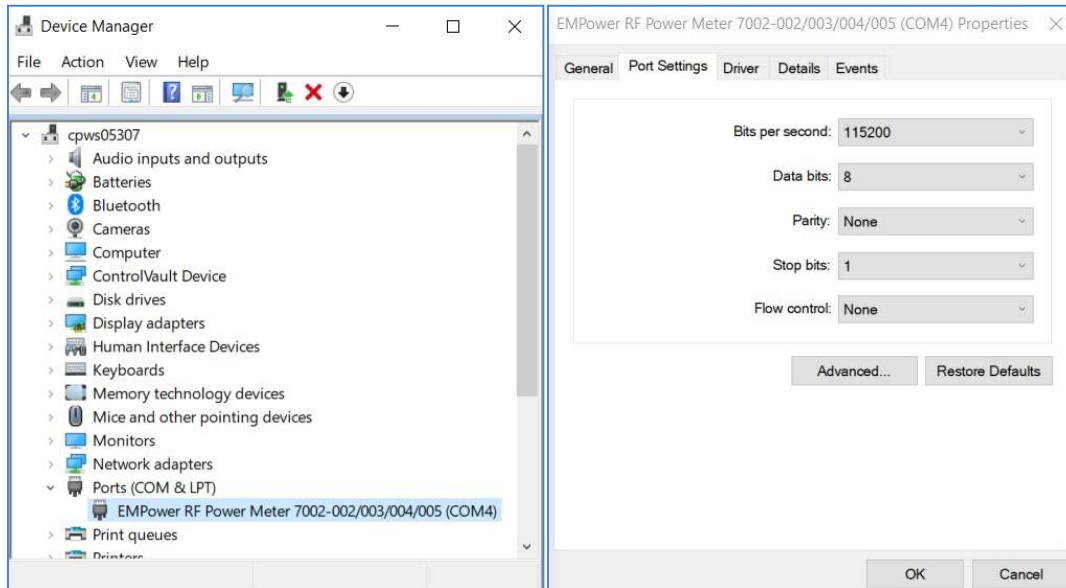 Device Manager
File Action View Help
cpws05307
Audio inputs and outputs
Batteries
Bluetooth
Cameras
Computer
ControlVault Device
Disk drives
Display adapters
Human Interface Devices
Keyboards
Memory technology devices
Mice and other pointing devices
Monitors
Network adapters
Ports (COM & LPT)
EMPower RF Power Meter 7002-002/003/004/005 (COM4)
Print queues
Printers
EMPower RF Power Meter 7002-002/003/004/005 (COM4) Properties
General Port Settings Driver Details Events
Bits per second: 115200
Data bits: 8
Parity: None
Stop bits: 1
Flow control: None
Advanced... Restore Defaults
OK Cancel